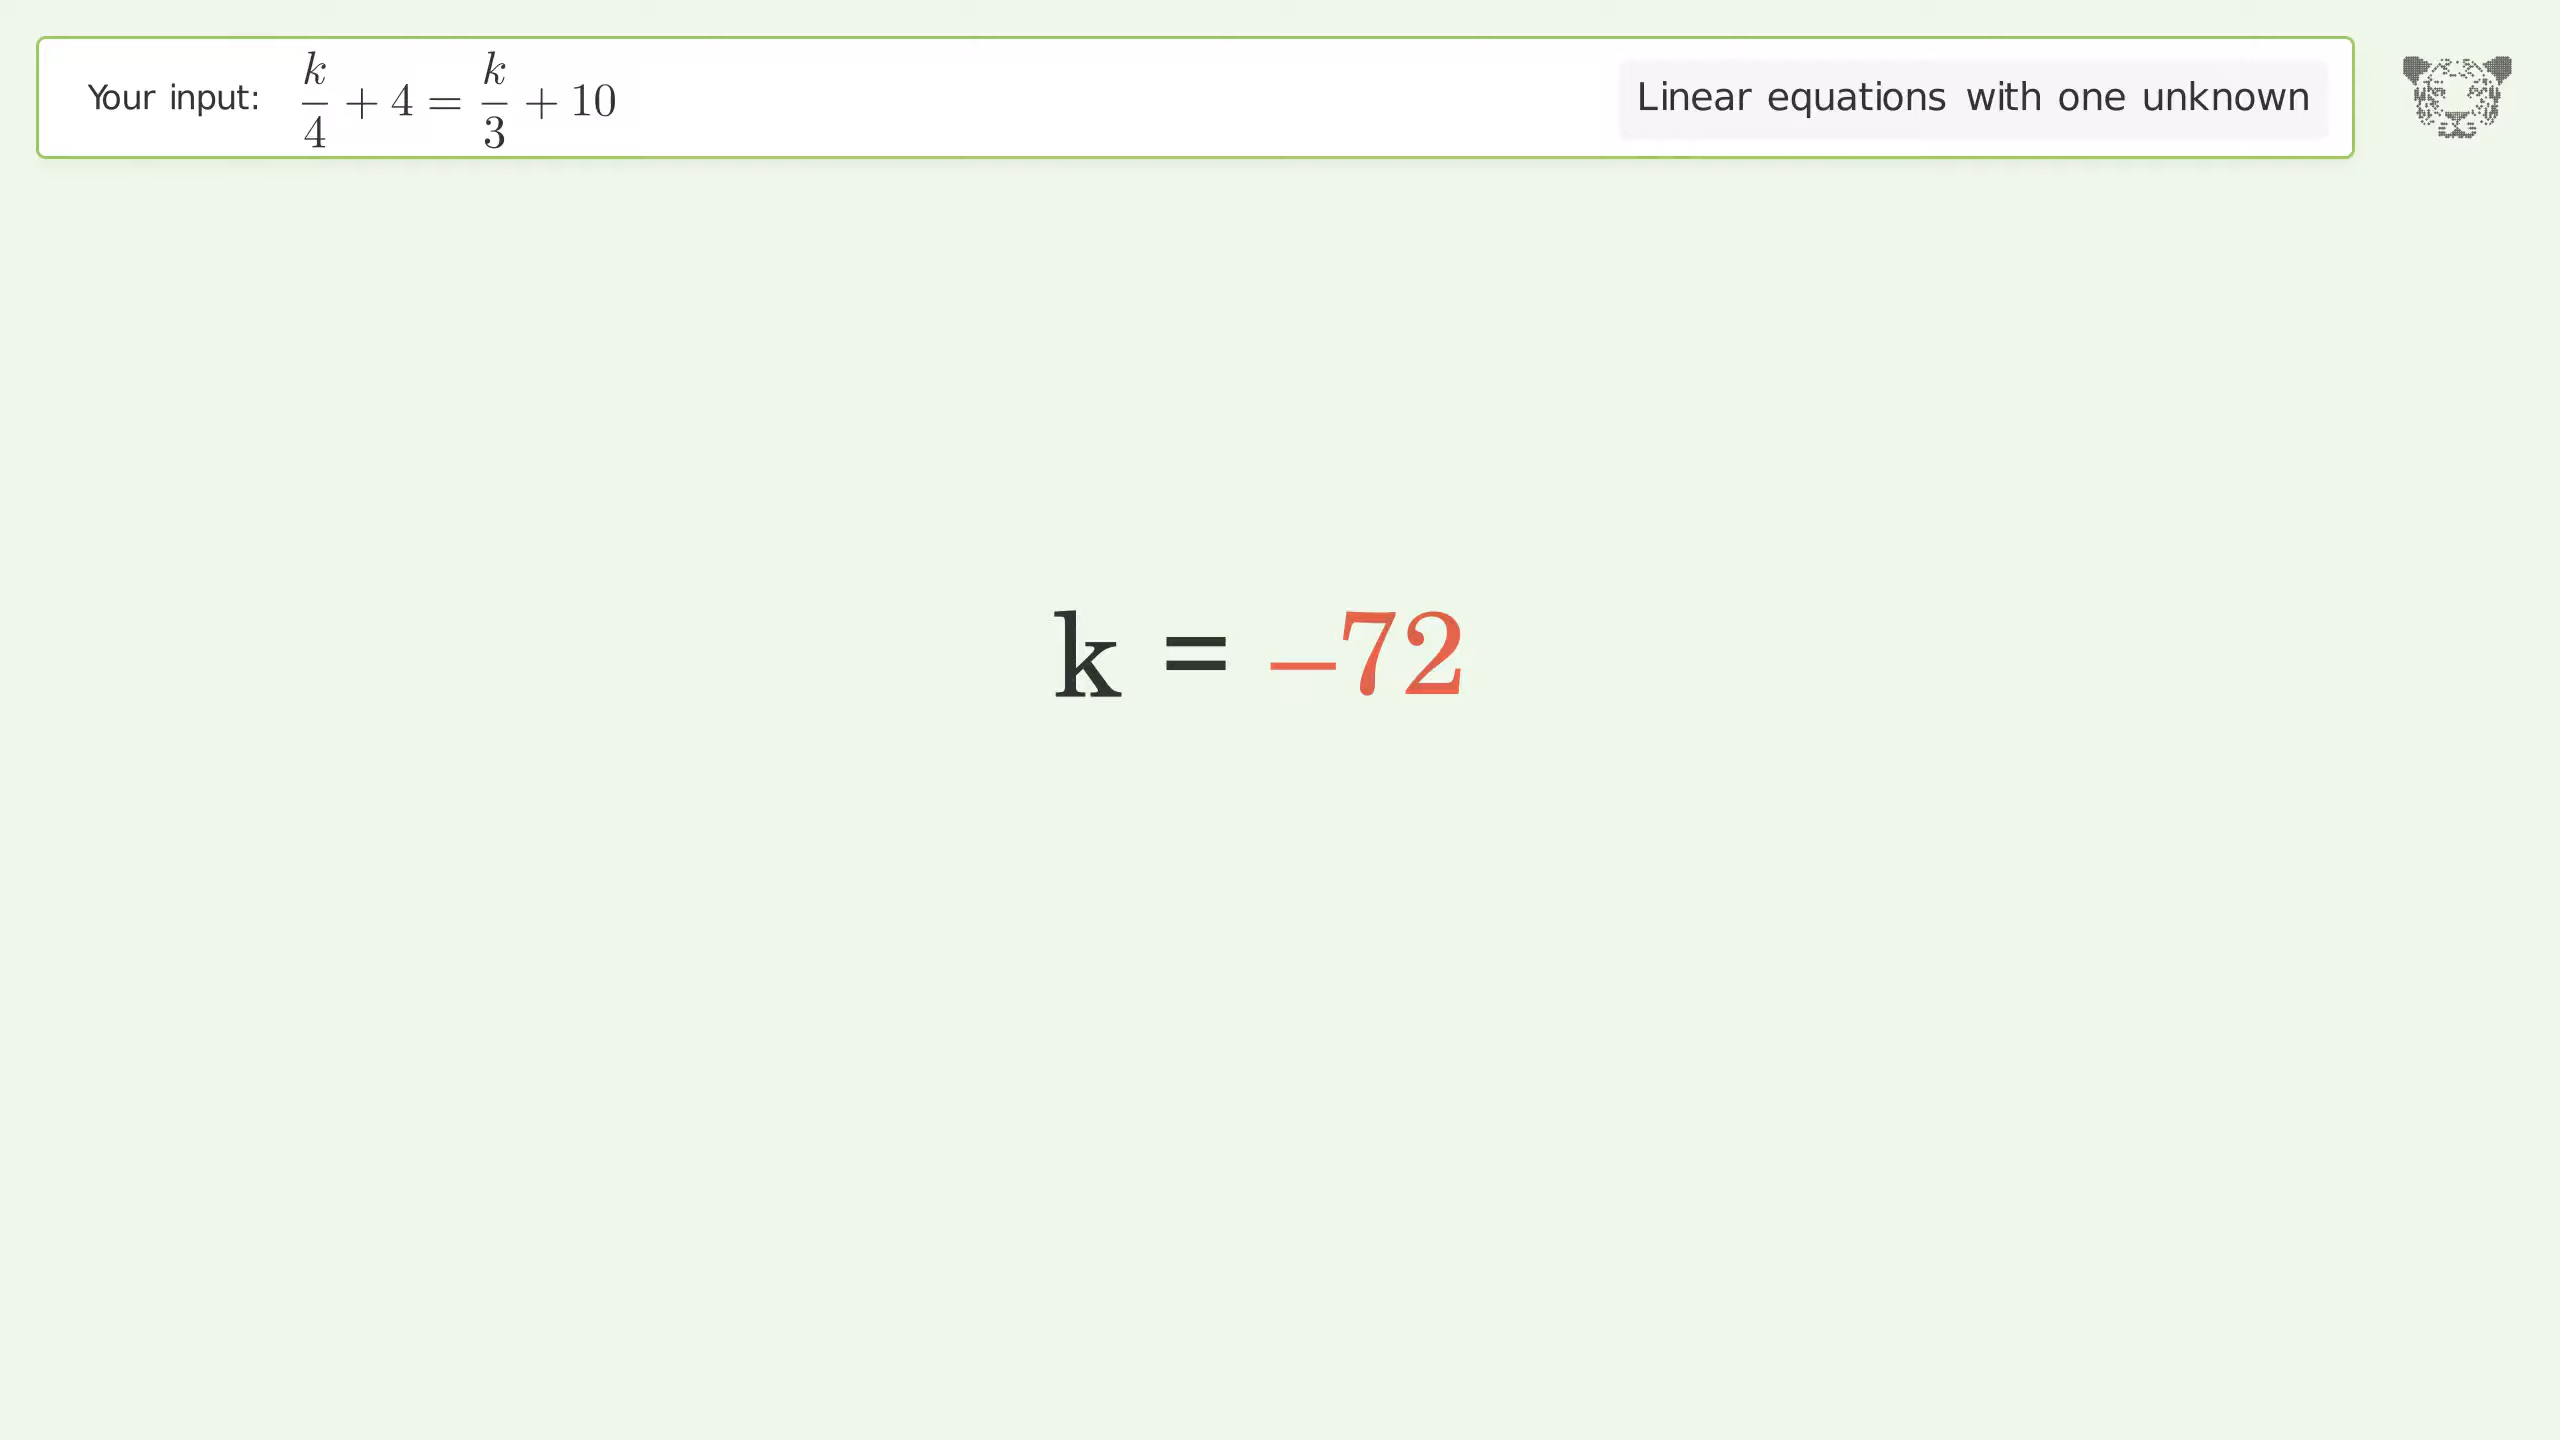 Your input: k/4 + 4 = k/3 + 10
Linear equations with one unknown
k = −72